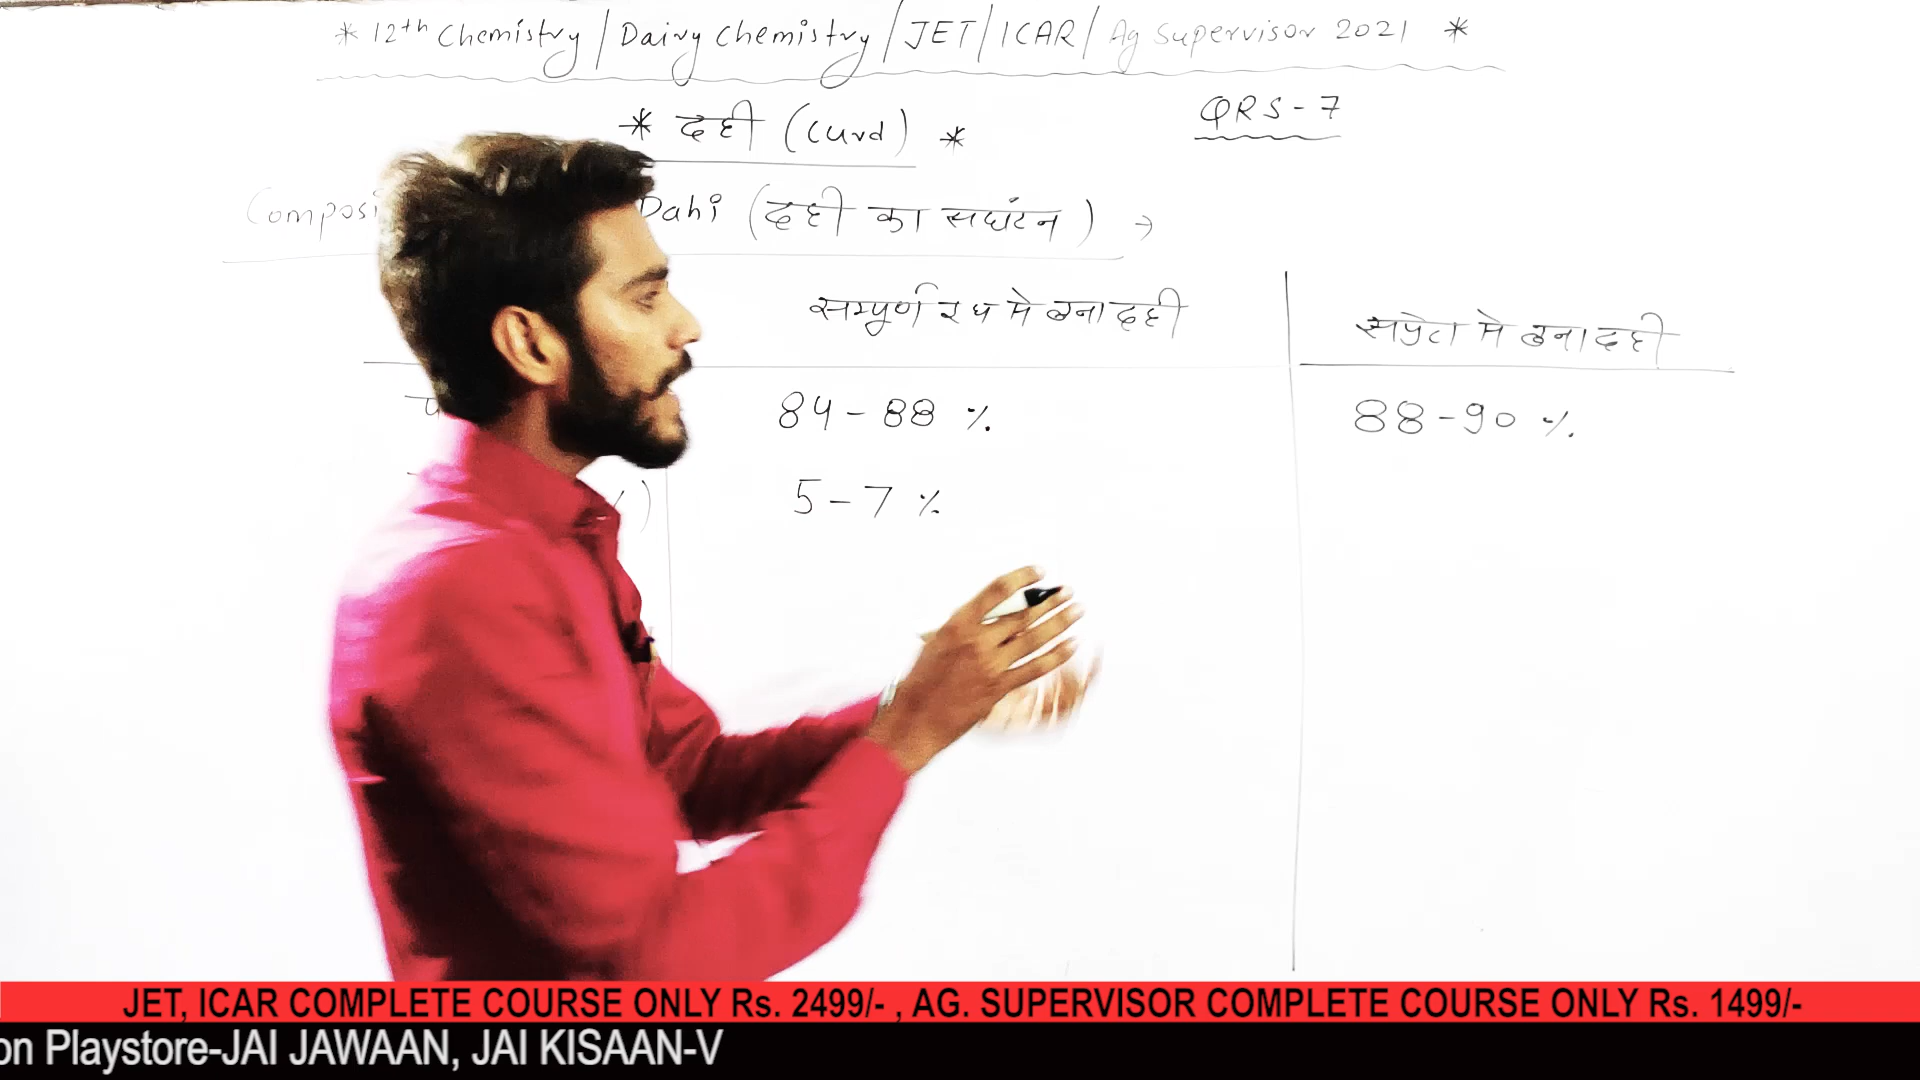 * 12th Chemistry / Dairy Chemistry / JET / ICAR / Ag Supervisor 2021 *
* दही (Curd) *
QRS-7
Dahi (दही का सघंटन) →
सम्पूर्ण दूध मे बना दही
सप्रेटा मे बना दही
84-88 %
88-90 %
5-7 %
JET, ICAR COMPLETE COURSE ONLY Rs. 2499/- , AG. SUPERVISOR COMPLETE COURSE ONLY Rs. 1499/-
on Playstore-JAI JAWAAN, JAI KISAAN-V